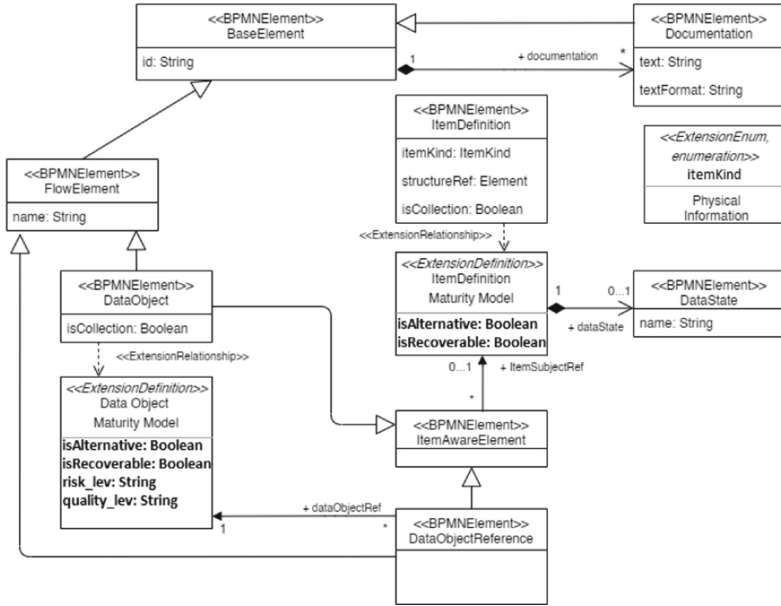 <<BPMNElement>>
BaseElement
id: String
1
+ documentation
*
<<BPMNElement>>
Documentation
text: String
textFormat: String
<<BPMNElement>>
ItemDefinition
itemKind: ItemKind
structureRef: Element
isCollection: Boolean
<<ExtensionEnum,
enumeration>>
itemKind
Physical
Information
<<BPMNElement>>
FlowElement
name: String
<<ExtensionRelationship>>
<<BPMNElement>>
DataObject
isCollection: Boolean
<<ExtensionRelationship>>
<<ExtensionDefinition>>
ItemDefinition
Maturity Model
isAlternative: Boolean
isRecoverable: Boolean
1
0...1
+ dataState
<<BPMNElement>>
DataState
name: String
0...1
+ ItemSubjectRef
*
<<ExtensionDefinition>>
Data Object
Maturity Model
isAlternative: Boolean
isRecoverable: Boolean
risk_lev: String
quality_lev: String
<<BPMNElement>>
ItemAwareElement
+ dataObjectRef
1
*
<<BPMNElement>>
DataObjectReference